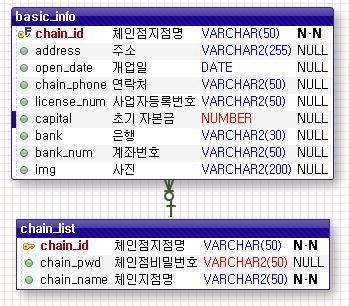 basic_info
chain_id 체인점지점명 VARCHAR(50) N-N
address 주소 VARCHAR2(255) NULL
open_date 개업일 DATE NULL
chain_phone 연락처 VARCHAR2(50) NULL
license_num 사업자등록번호 VARCHAR2(50) NULL
capital 초기 자본금 NUMBER NULL
bank 은행 VARCHAR2(30) NULL
bank_num 계좌번호 VARCHAR2(50) NULL
img 사진 VARCHAR2(200) NULL
chain_list
chain_id 체인점지점명 VARCHAR(50) N-N
chain_pwd 체인점비밀번호 VARCHAR2(50) NULL
chain_name 체인지점명 VARCHAR2(50) N-N